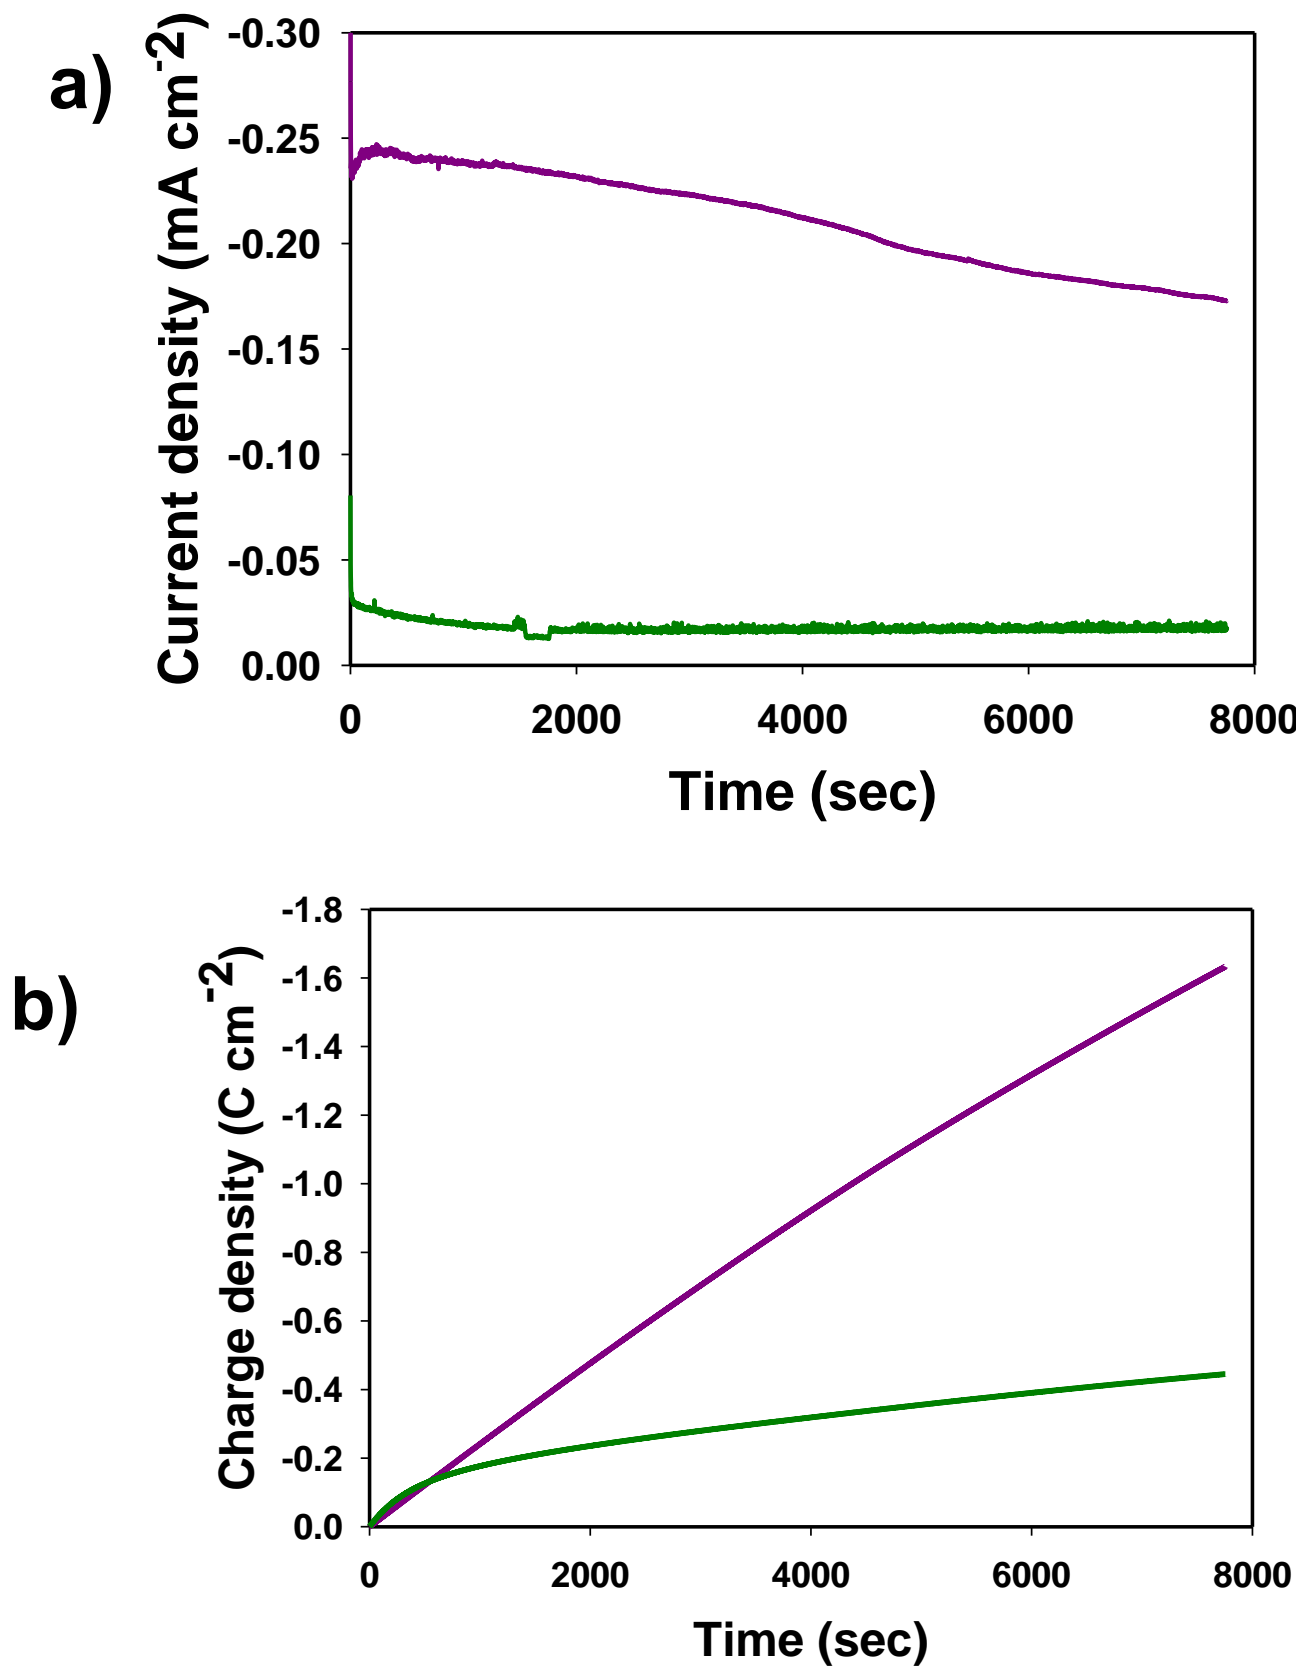 a)
Current density (mA cm-2)
-0.30
-0.25
-0.20
-0.15
-0.10
-0.05
0.00
0 2000 4000 6000 8000
Time (sec)
b)
Charge density (C cm-2)
-1.8
-1.6
-1.4
-1.2
-1.0
-0.8
-0.6
-0.4
-0.2
0.0
0 2000 4000 6000 8000
Time (sec)